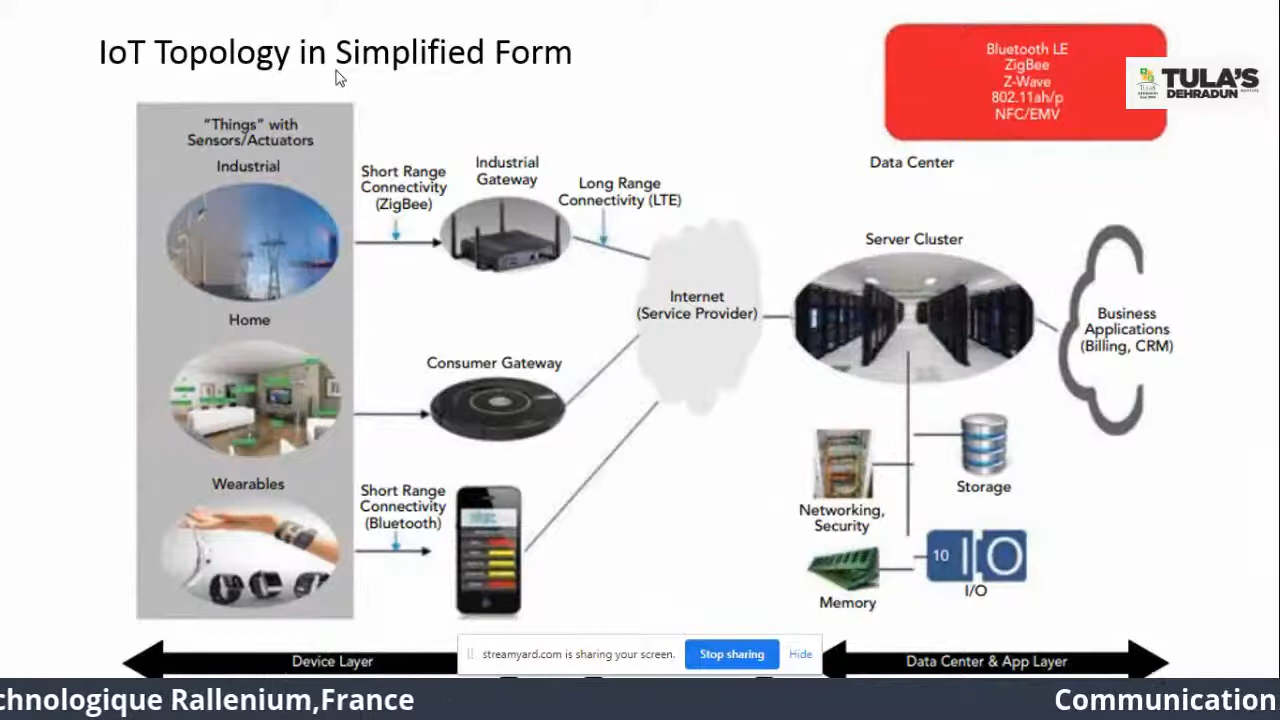 IoT Topology in Simplified Form
Bluetooth LE
ZigBee
Z-Wave
802.11ah/p
NFC/EMV
TULA'S
DEHRADUN
"Things" with
Sensors/Actuators
Industrial
Short Range
Connectivity
(ZigBee)
Industrial
Gateway
Long Range
Connectivity (LTE)
Data Center
Server Cluster
Internet
(Service Provider)
Business
Applications
(Billing, CRM)
Home
Consumer Gateway
Wearables
Short Range
Connectivity
(Bluetooth)
Storage
Networking,
Security
10 I/O
I/O
Memory
Device Layer
streamyard.com is sharing your screen.
Stop sharing
Hide
Data Center & App Layer
chnologique Rallenium,France
Communication